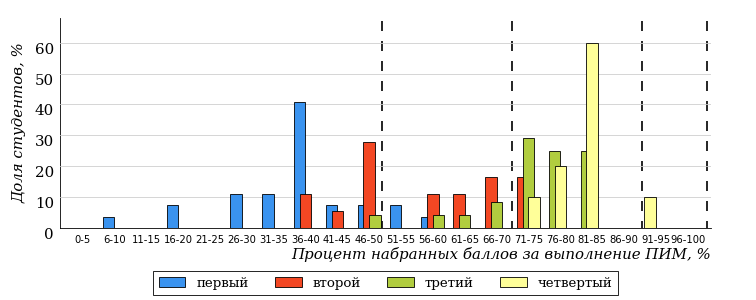 Доля студентов, %
60
50
40
30
20
10
0
0-5 6-10 11-15 16-20 21-25 26-30 31-35 36-40 41-45 46-50 51-55 56-60 61-65 66-70 71-75 76-80 81-85 86-90 91-95 96-100
Процент набранных баллов за выполнение ПИМ, %
первый второй третий четвертый